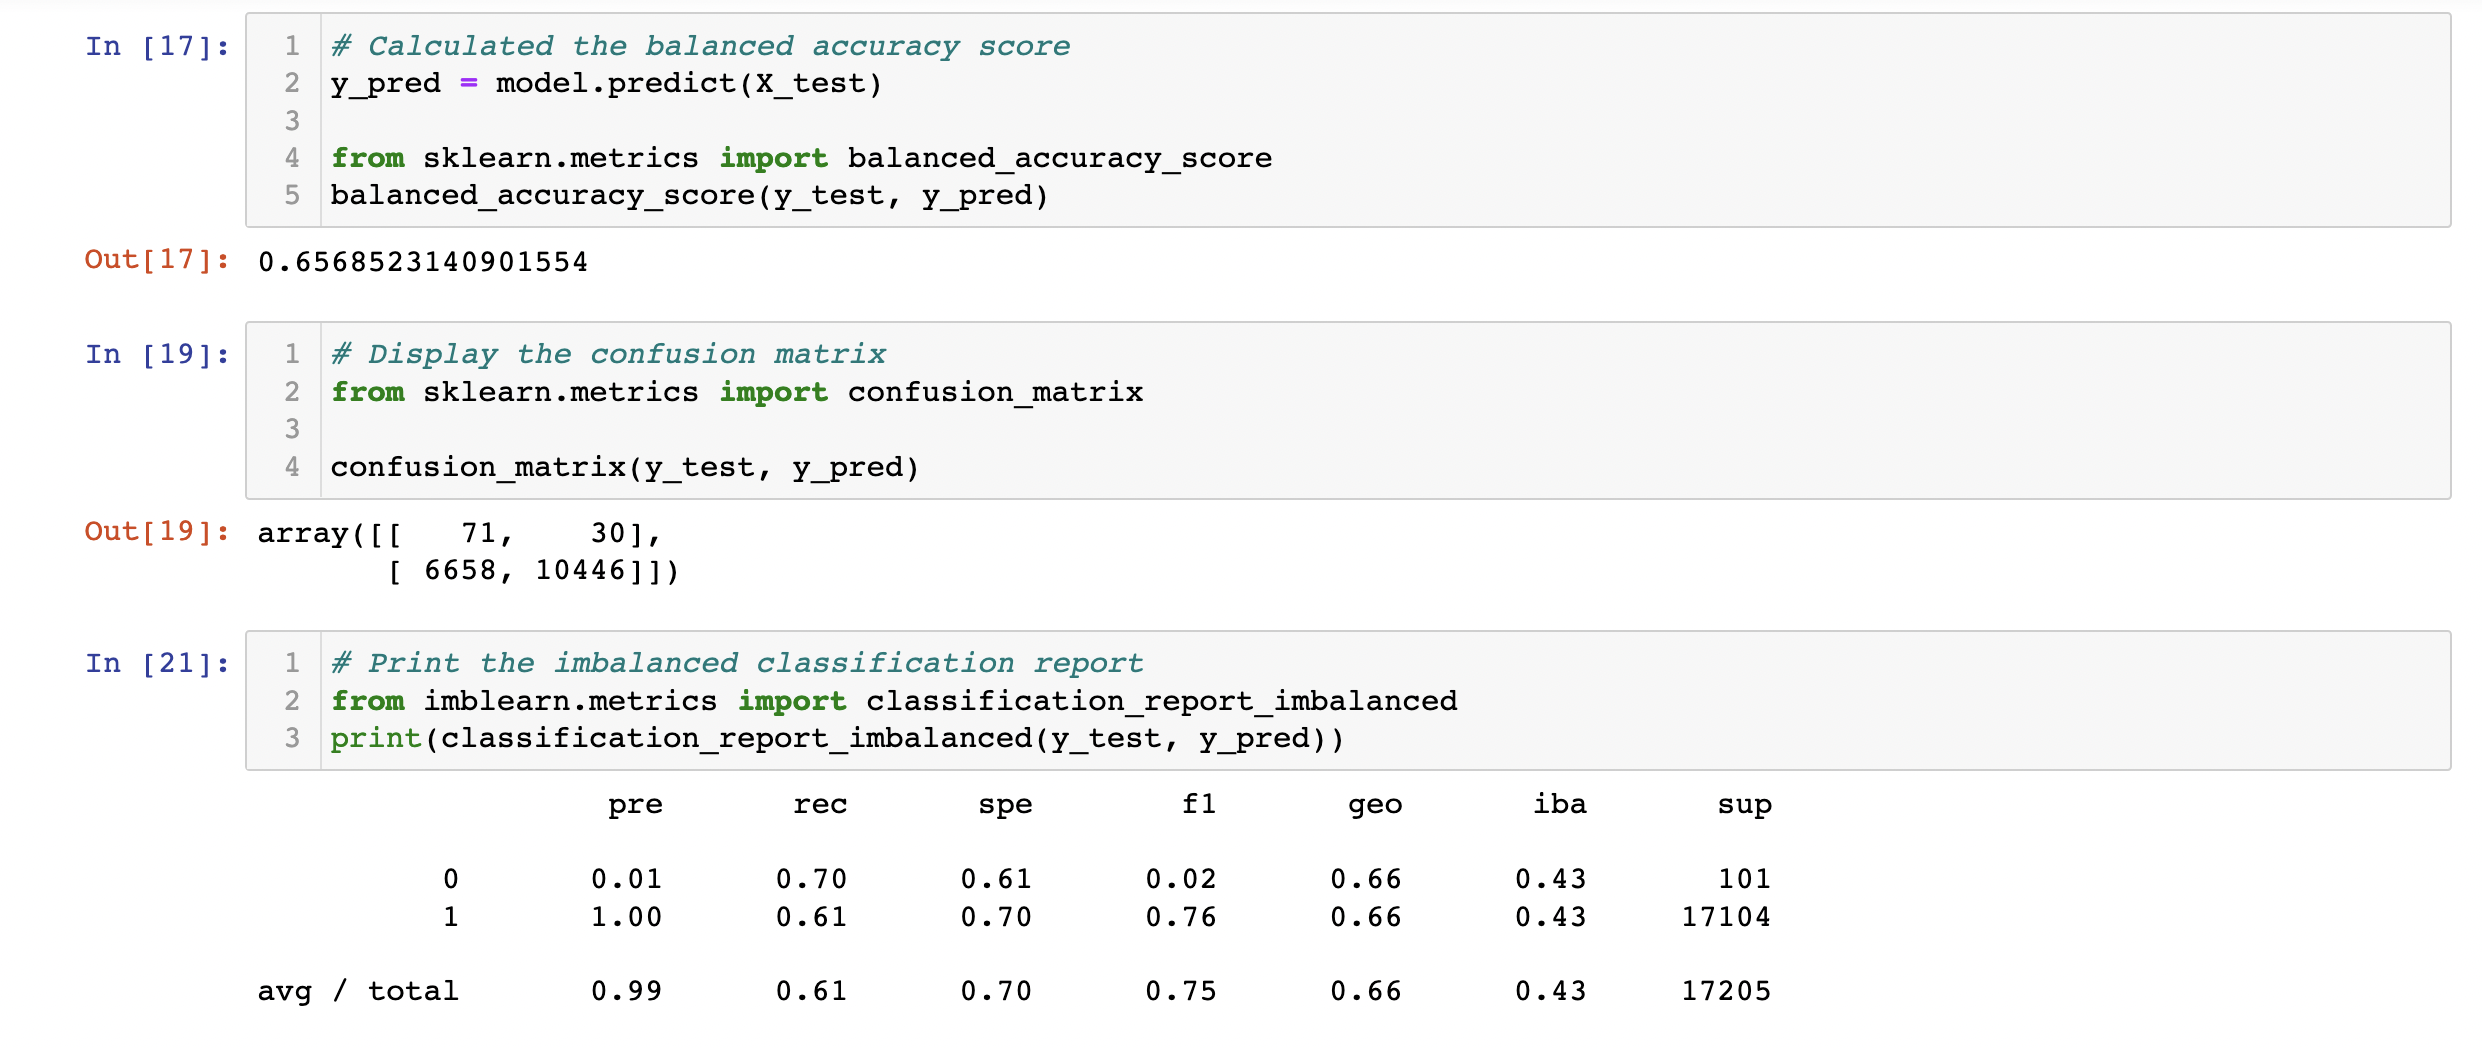 In [17]:
1 # Calculated the balanced accuracy score
2 y_pred = model.predict(X_test)
3
4 from sklearn.metrics import balanced_accuracy_score
5 balanced_accuracy_score(y_test, y_pred)
Out[17]: 0.6568523140901554
In [19]:
1 # Display the confusion matrix
2 from sklearn.metrics import confusion_matrix
3
4 confusion_matrix(y_test, y_pred)
Out[19]: array([[   71,    30],
       [ 6658, 10446]])
In [21]:
1 # Print the imbalanced classification report
2 from imblearn.metrics import classification_report_imbalanced
3 print(classification_report_imbalanced(y_test, y_pred))
pre rec spe f1 geo iba sup
0 0.01 0.70 0.61 0.02 0.66 0.43 101
1 1.00 0.61 0.70 0.76 0.66 0.43 17104
avg / total 0.99 0.61 0.70 0.75 0.66 0.43 17205